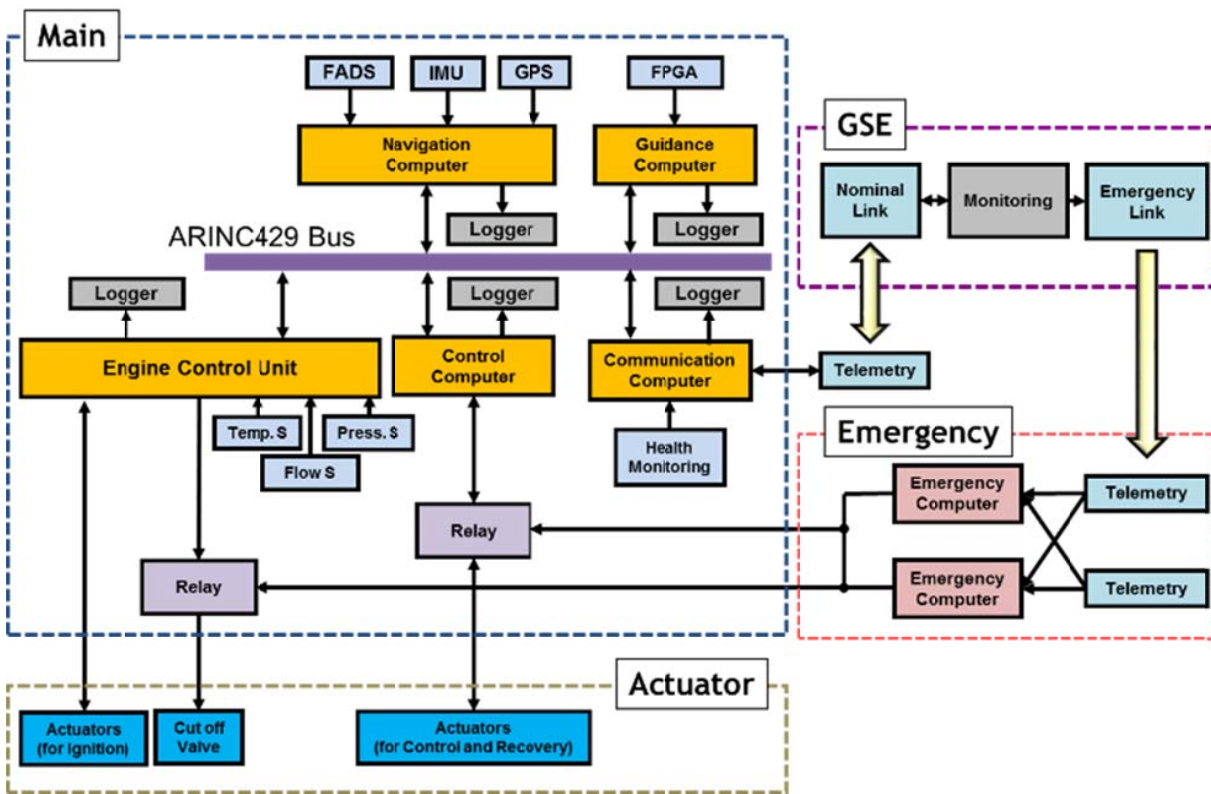 Main
FADS
IMU
GPS
FPGA
Navigation
Computer
Guidance
Computer
Logger
Logger
ARINC429 Bus
Logger
Logger
Logger
Engine Control Unit
Control
Computer
Communication
Computer
Temp. S
Press. S
Flow S
Health
Monitoring
Relay
Relay
GSE
Nominal
Link
Monitoring
Emergency
Link
Telemetry
Emergency
Emergency
Computer
Telemetry
Emergency
Computer
Telemetry
Actuator
Actuators
(for Ignition)
Cut off
Valve
Actuators
(for Control and Recovery)